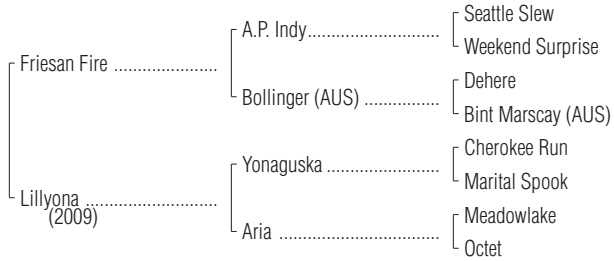 Seattle Slew
A.P. Indy
Weekend Surprise
Friesan Fire
Dehere
Bollinger (AUS)
Bint Marscay (AUS)
Cherokee Run
Yonaguska
Marital Spook
Lillyona
(2009)
Meadowlake
Aria
Octet